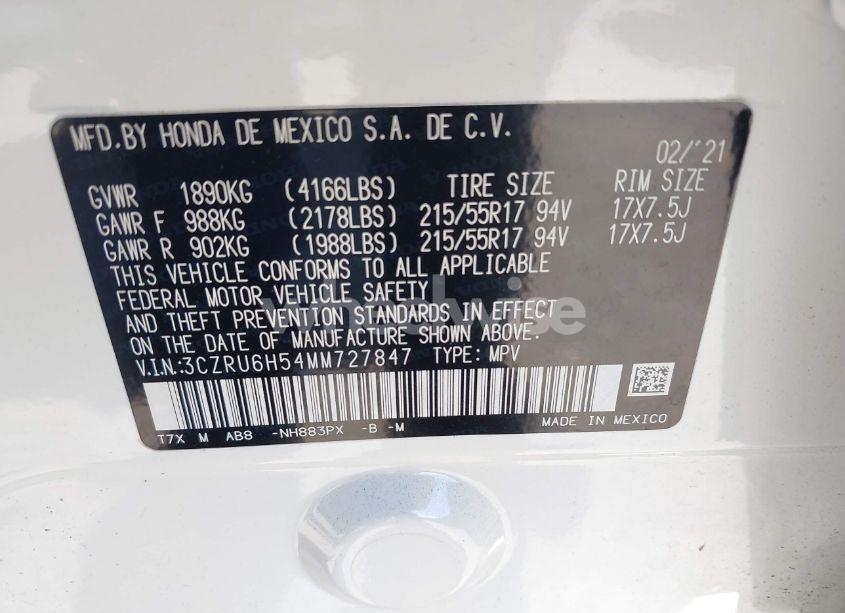 MFD.BY HONDA DE MEXICO S.A. DE C.V.
02/'21
GVWR 1890KG (4166LBS) TIRE SIZE RIM SIZE
GAWR F 988KG (2178LBS) 215/55R17 94V 17X7.5J
GAWR R 902KG (1988LBS) 215/55R17 94V 17X7.5J
THIS VEHICLE CONFORMS TO ALL APPLICABLE
FEDERAL MOTOR VEHICLE SAFETY
AND THEFT PREVENTION STANDARDS IN EFFECT
ON THE DATE OF MANUFACTURE SHOWN ABOVE.
V.I.N:3CZRU6H54MM727847 TYPE: MPV
T7X M AB8 -NH883PX -B -M
MADE IN MEXICO
wheelwise